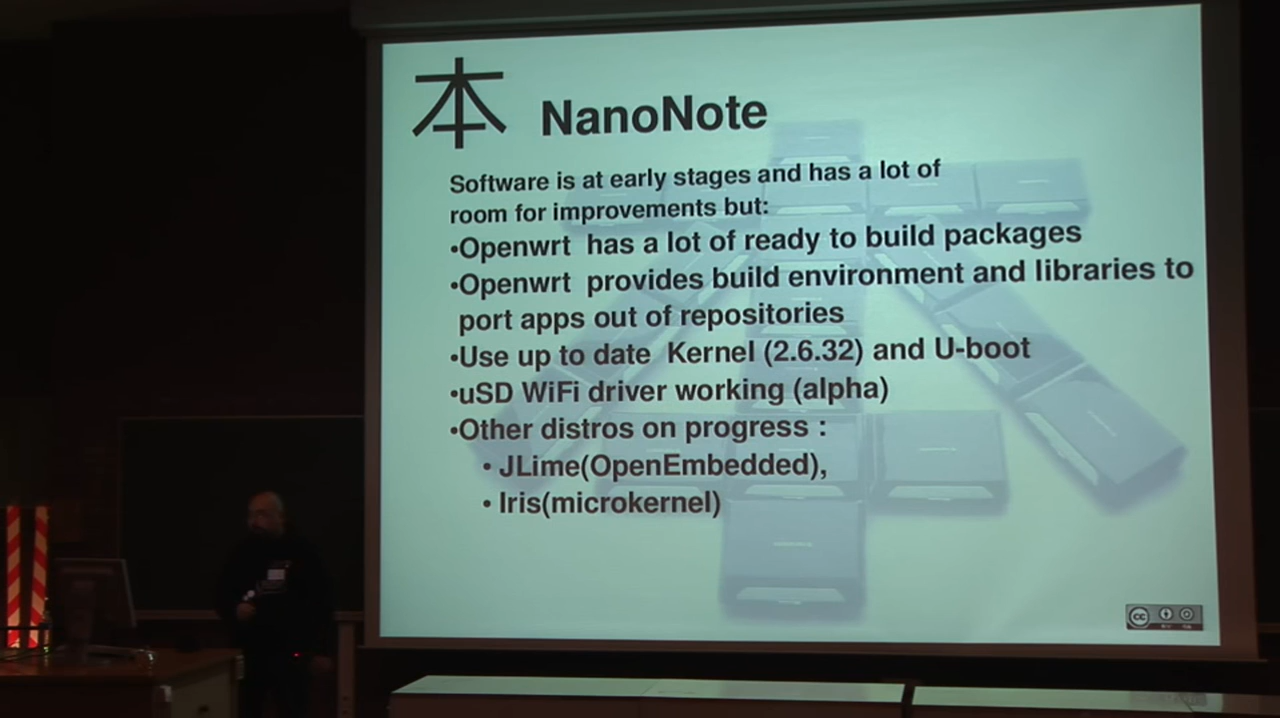 本 NanoNote
Software is at early stages and has a lot of
room for improvements but:
•Openwrt has a lot of ready to build packages
•Openwrt provides build environment and libraries to
port apps out of repositories
•Use up to date Kernel (2.6.32) and U-boot
•uSD WiFi driver working (alpha)
•Other distros on progress :
• JLime(OpenEmbedded),
• Iris(microkernel)
cc